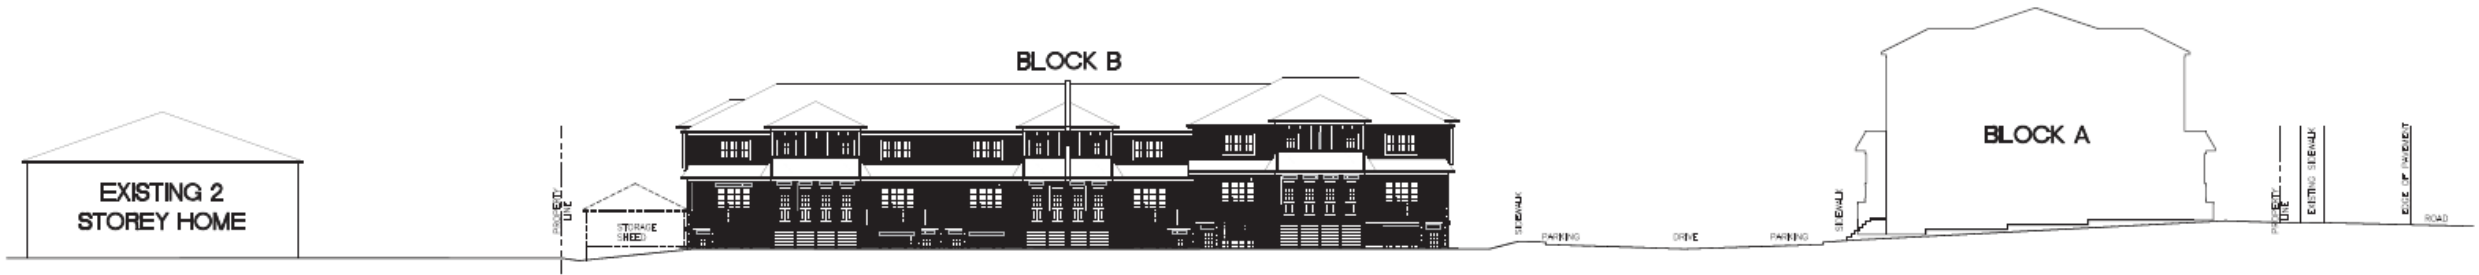 BLOCK B
BLOCK A
EXISTING 2
STOREY HOME
PROPERTY
LINE
STORAGE
SHED
SIDEWALK
PARKING
DRIVE
PARKING
SIDEWALK
PROPERTY
LINE
EXISTING SIDEWALK
EDGE OF PAVEMENT
ROAD